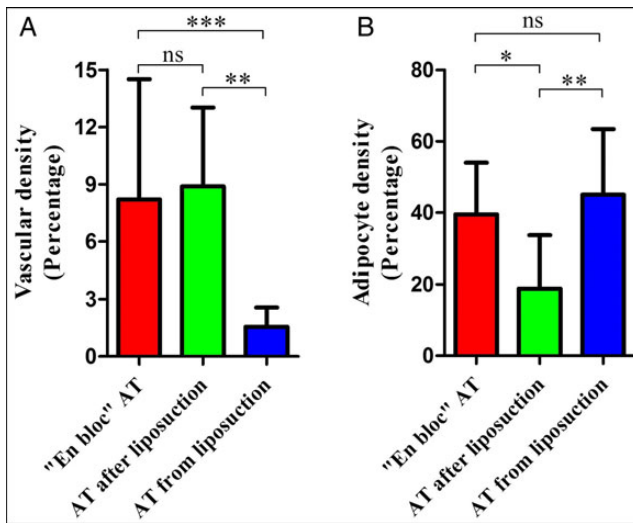 A
***
ns
**
Vascular density
(Percentage)
15
12
9
6
3
0
"En bloc" AT
AT after liposuction
AT from liposuction
B
ns
*
**
Adipocyte density
(Percentage)
80
60
40
20
0
"En bloc" AT
AT after liposuction
AT from liposuction